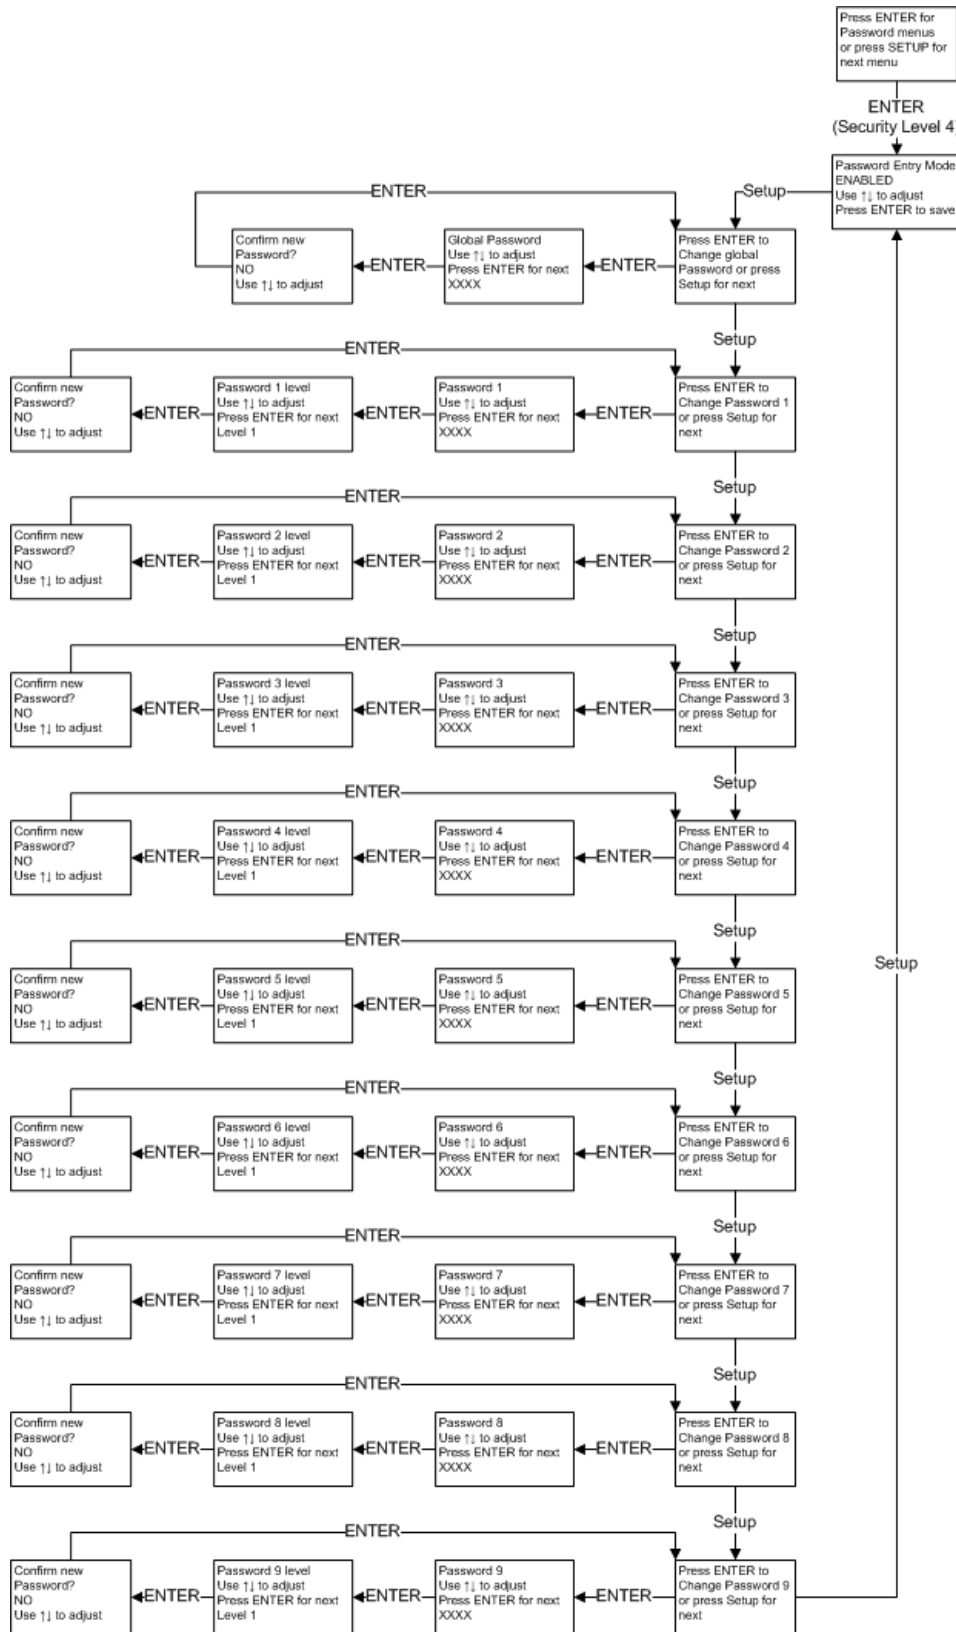 Press ENTER for
Password menus
or press SETUP for
next menu
ENTER
(Security Level 4)
Password Entry Mode
ENABLED
Use ↑↓ to adjust
Press ENTER to save
Setup
ENTER
Confirm new
Password?
NO
Use ↑↓ to adjust
ENTER
Global Password
Use ↑↓ to adjust
Press ENTER for next
XXXX
ENTER
Press ENTER to
Change global
Password or press
Setup for next
Setup
ENTER
Confirm new
Password?
NO
Use ↑↓ to adjust
ENTER
Password 1 level
Use ↑↓ to adjust
Press ENTER for next
Level 1
ENTER
Password 1
Use ↑↓ to adjust
Press ENTER for next
XXXX
ENTER
Press ENTER to
Change Password 1
or press Setup for
next
Setup
ENTER
Confirm new
Password?
NO
Use ↑↓ to adjust
ENTER
Password 2 level
Use ↑↓ to adjust
Press ENTER for next
Level 1
ENTER
Password 2
Use ↑↓ to adjust
Press ENTER for next
XXXX
ENTER
Press ENTER to
Change Password 2
or press Setup for
next
Setup
ENTER
Confirm new
Password?
NO
Use ↑↓ to adjust
ENTER
Password 3 level
Use ↑↓ to adjust
Press ENTER for next
Level 1
ENTER
Password 3
Use ↑↓ to adjust
Press ENTER for next
XXXX
ENTER
Press ENTER to
Change Password 3
or press Setup for
next
Setup
ENTER
Confirm new
Password?
NO
Use ↑↓ to adjust
ENTER
Password 4 level
Use ↑↓ to adjust
Press ENTER for next
Level 1
ENTER
Password 4
Use ↑↓ to adjust
Press ENTER for next
XXXX
ENTER
Press ENTER to
Change Password 4
or press Setup for
next
Setup
ENTER
Confirm new
Password?
NO
Use ↑↓ to adjust
ENTER
Password 5 level
Use ↑↓ to adjust
Press ENTER for next
Level 1
ENTER
Password 5
Use ↑↓ to adjust
Press ENTER for next
XXXX
ENTER
Press ENTER to
Change Password 5
or press Setup for
next
Setup
Setup
ENTER
Confirm new
Password?
NO
Use ↑↓ to adjust
ENTER
Password 6 level
Use ↑↓ to adjust
Press ENTER for next
Level 1
ENTER
Password 6
Use ↑↓ to adjust
Press ENTER for next
XXXX
ENTER
Press ENTER to
Change Password 6
or press Setup for
next
Setup
ENTER
Confirm new
Password?
NO
Use ↑↓ to adjust
ENTER
Password 7 level
Use ↑↓ to adjust
Press ENTER for next
Level 1
ENTER
Password 7
Use ↑↓ to adjust
Press ENTER for next
XXXX
ENTER
Press ENTER to
Change Password 7
or press Setup for
next
Setup
ENTER
Confirm new
Password?
NO
Use ↑↓ to adjust
ENTER
Password 8 level
Use ↑↓ to adjust
Press ENTER for next
Level 1
ENTER
Password 8
Use ↑↓ to adjust
Press ENTER for next
XXXX
ENTER
Press ENTER to
Change Password 8
or press Setup for
next
Setup
ENTER
Confirm new
Password?
NO
Use ↑↓ to adjust
ENTER
Password 9 level
Use ↑↓ to adjust
Press ENTER for next
Level 1
ENTER
Password 9
Use ↑↓ to adjust
Press ENTER for next
XXXX
ENTER
Press ENTER to
Change Password 9
or press Setup for
next